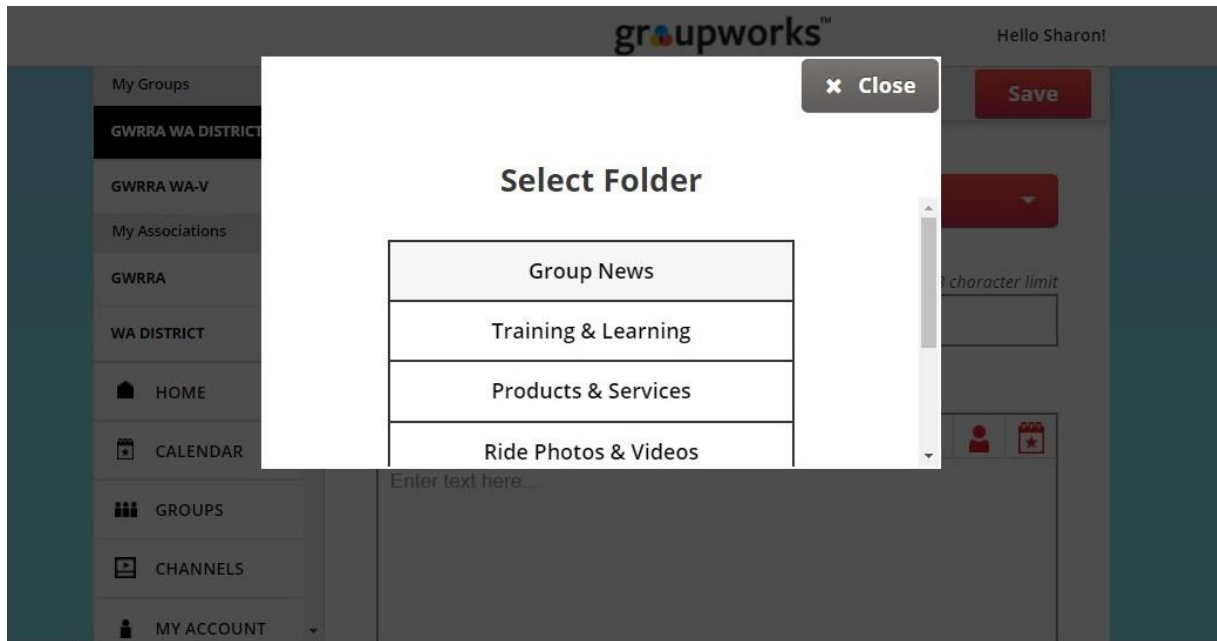 groupworks™
Hello Sharon!
My Groups
GWRRA WA DISTRICT
GWRRA WA-V
My Associations
GWRRA
WA DISTRICT
HOME
CALENDAR
GROUPS
CHANNELS
MY ACCOUNT
✖ Close
Save
Select Folder
Group News
Training & Learning
Products & Services
Ride Photos & Videos
character limit
Enter text here...